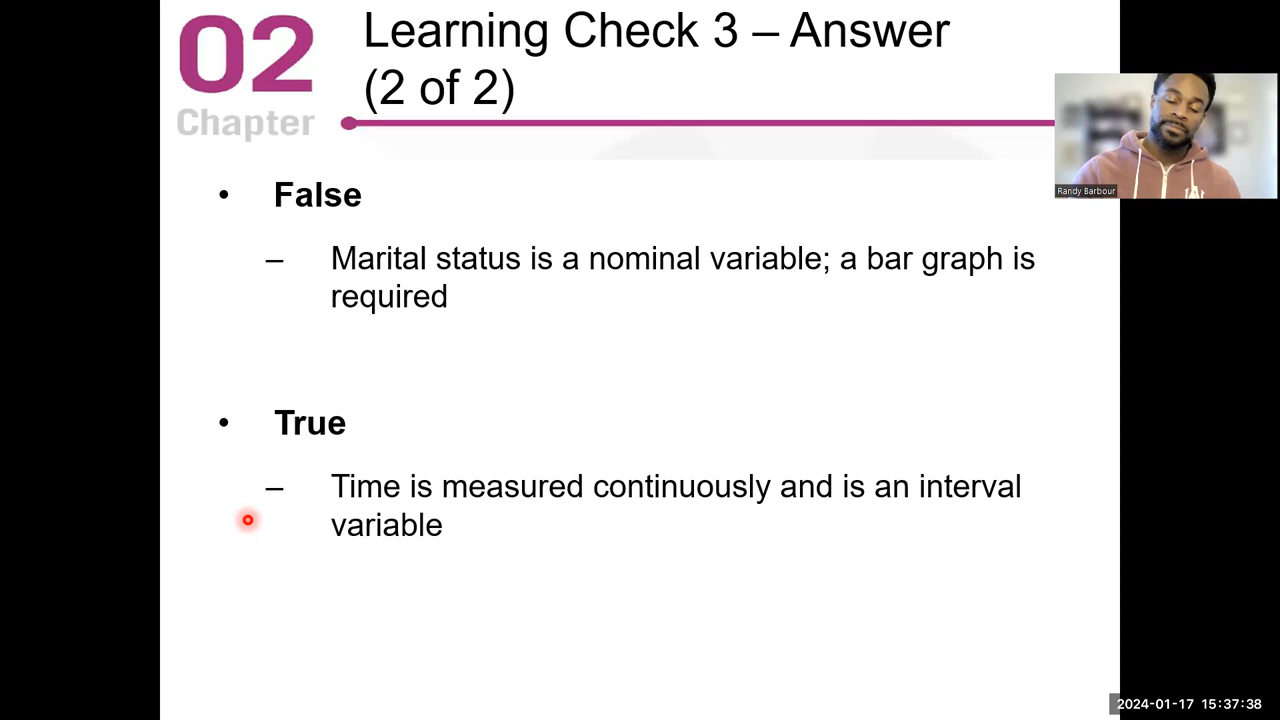 02
Chapter
Learning Check 3 – Answer
(2 of 2)
Randy Barbour
• False
– Marital status is a nominal variable; a bar graph is
required
• True
– Time is measured continuously and is an interval
variable
2024-01-17 15:37:38